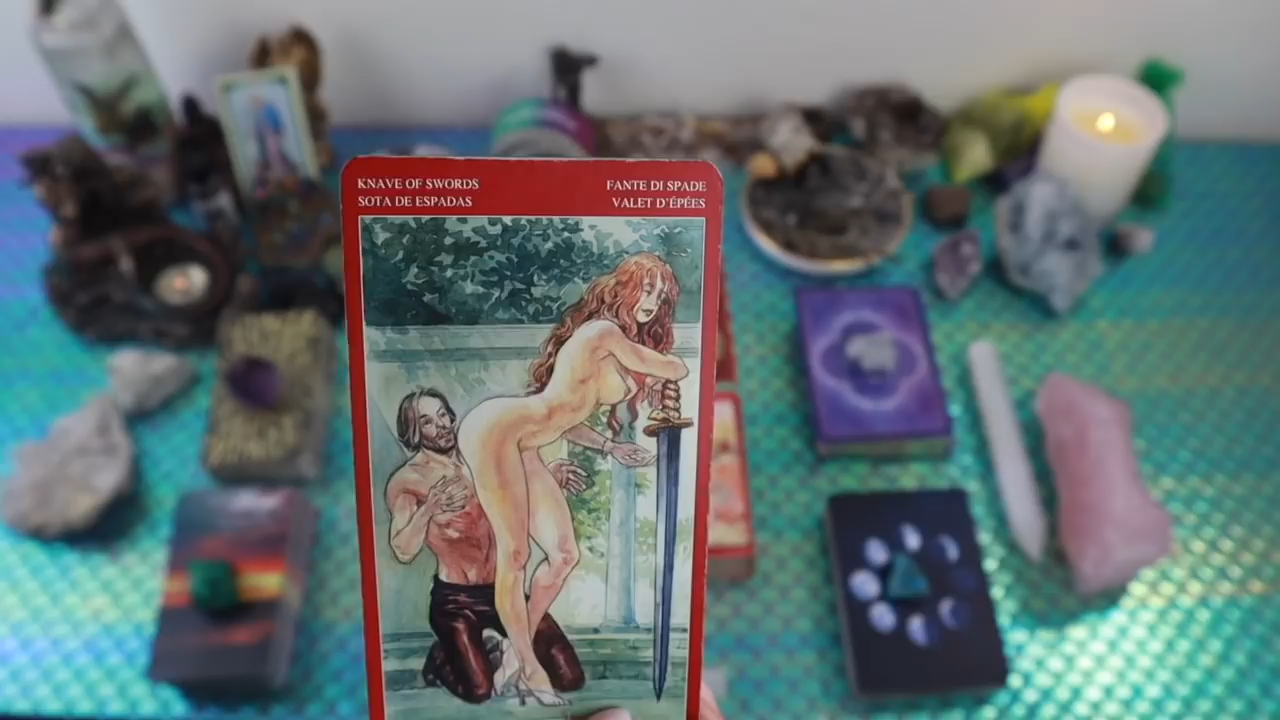 KNAVE OF SWORDS
SOTA DE ESPADAS
FANTE DI SPADE
VALET D'ÉPÉES